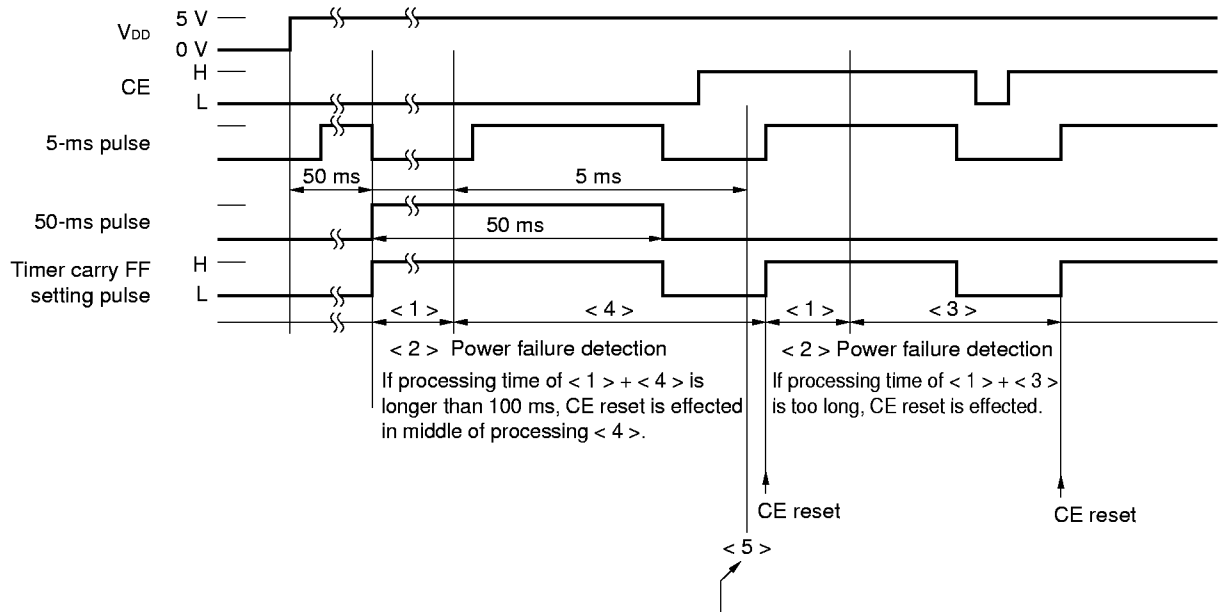 5 V
VDD
0 V
H
CE
L
5-ms pulse
50 ms
5 ms
50-ms pulse
50 ms
Timer carry FF
setting pulse
H
L
< 1 >
< 4 >
< 1 >
< 3 >
< 2 > Power failure detection
If processing time of < 1 > + < 4 > is
longer than 100 ms, CE reset is effected
in middle of processing < 4 >.
< 2 > Power failure detection
If processing time of < 1 > + < 3 >
is too long, CE reset is effected.
CE reset
CE reset
< 5 >